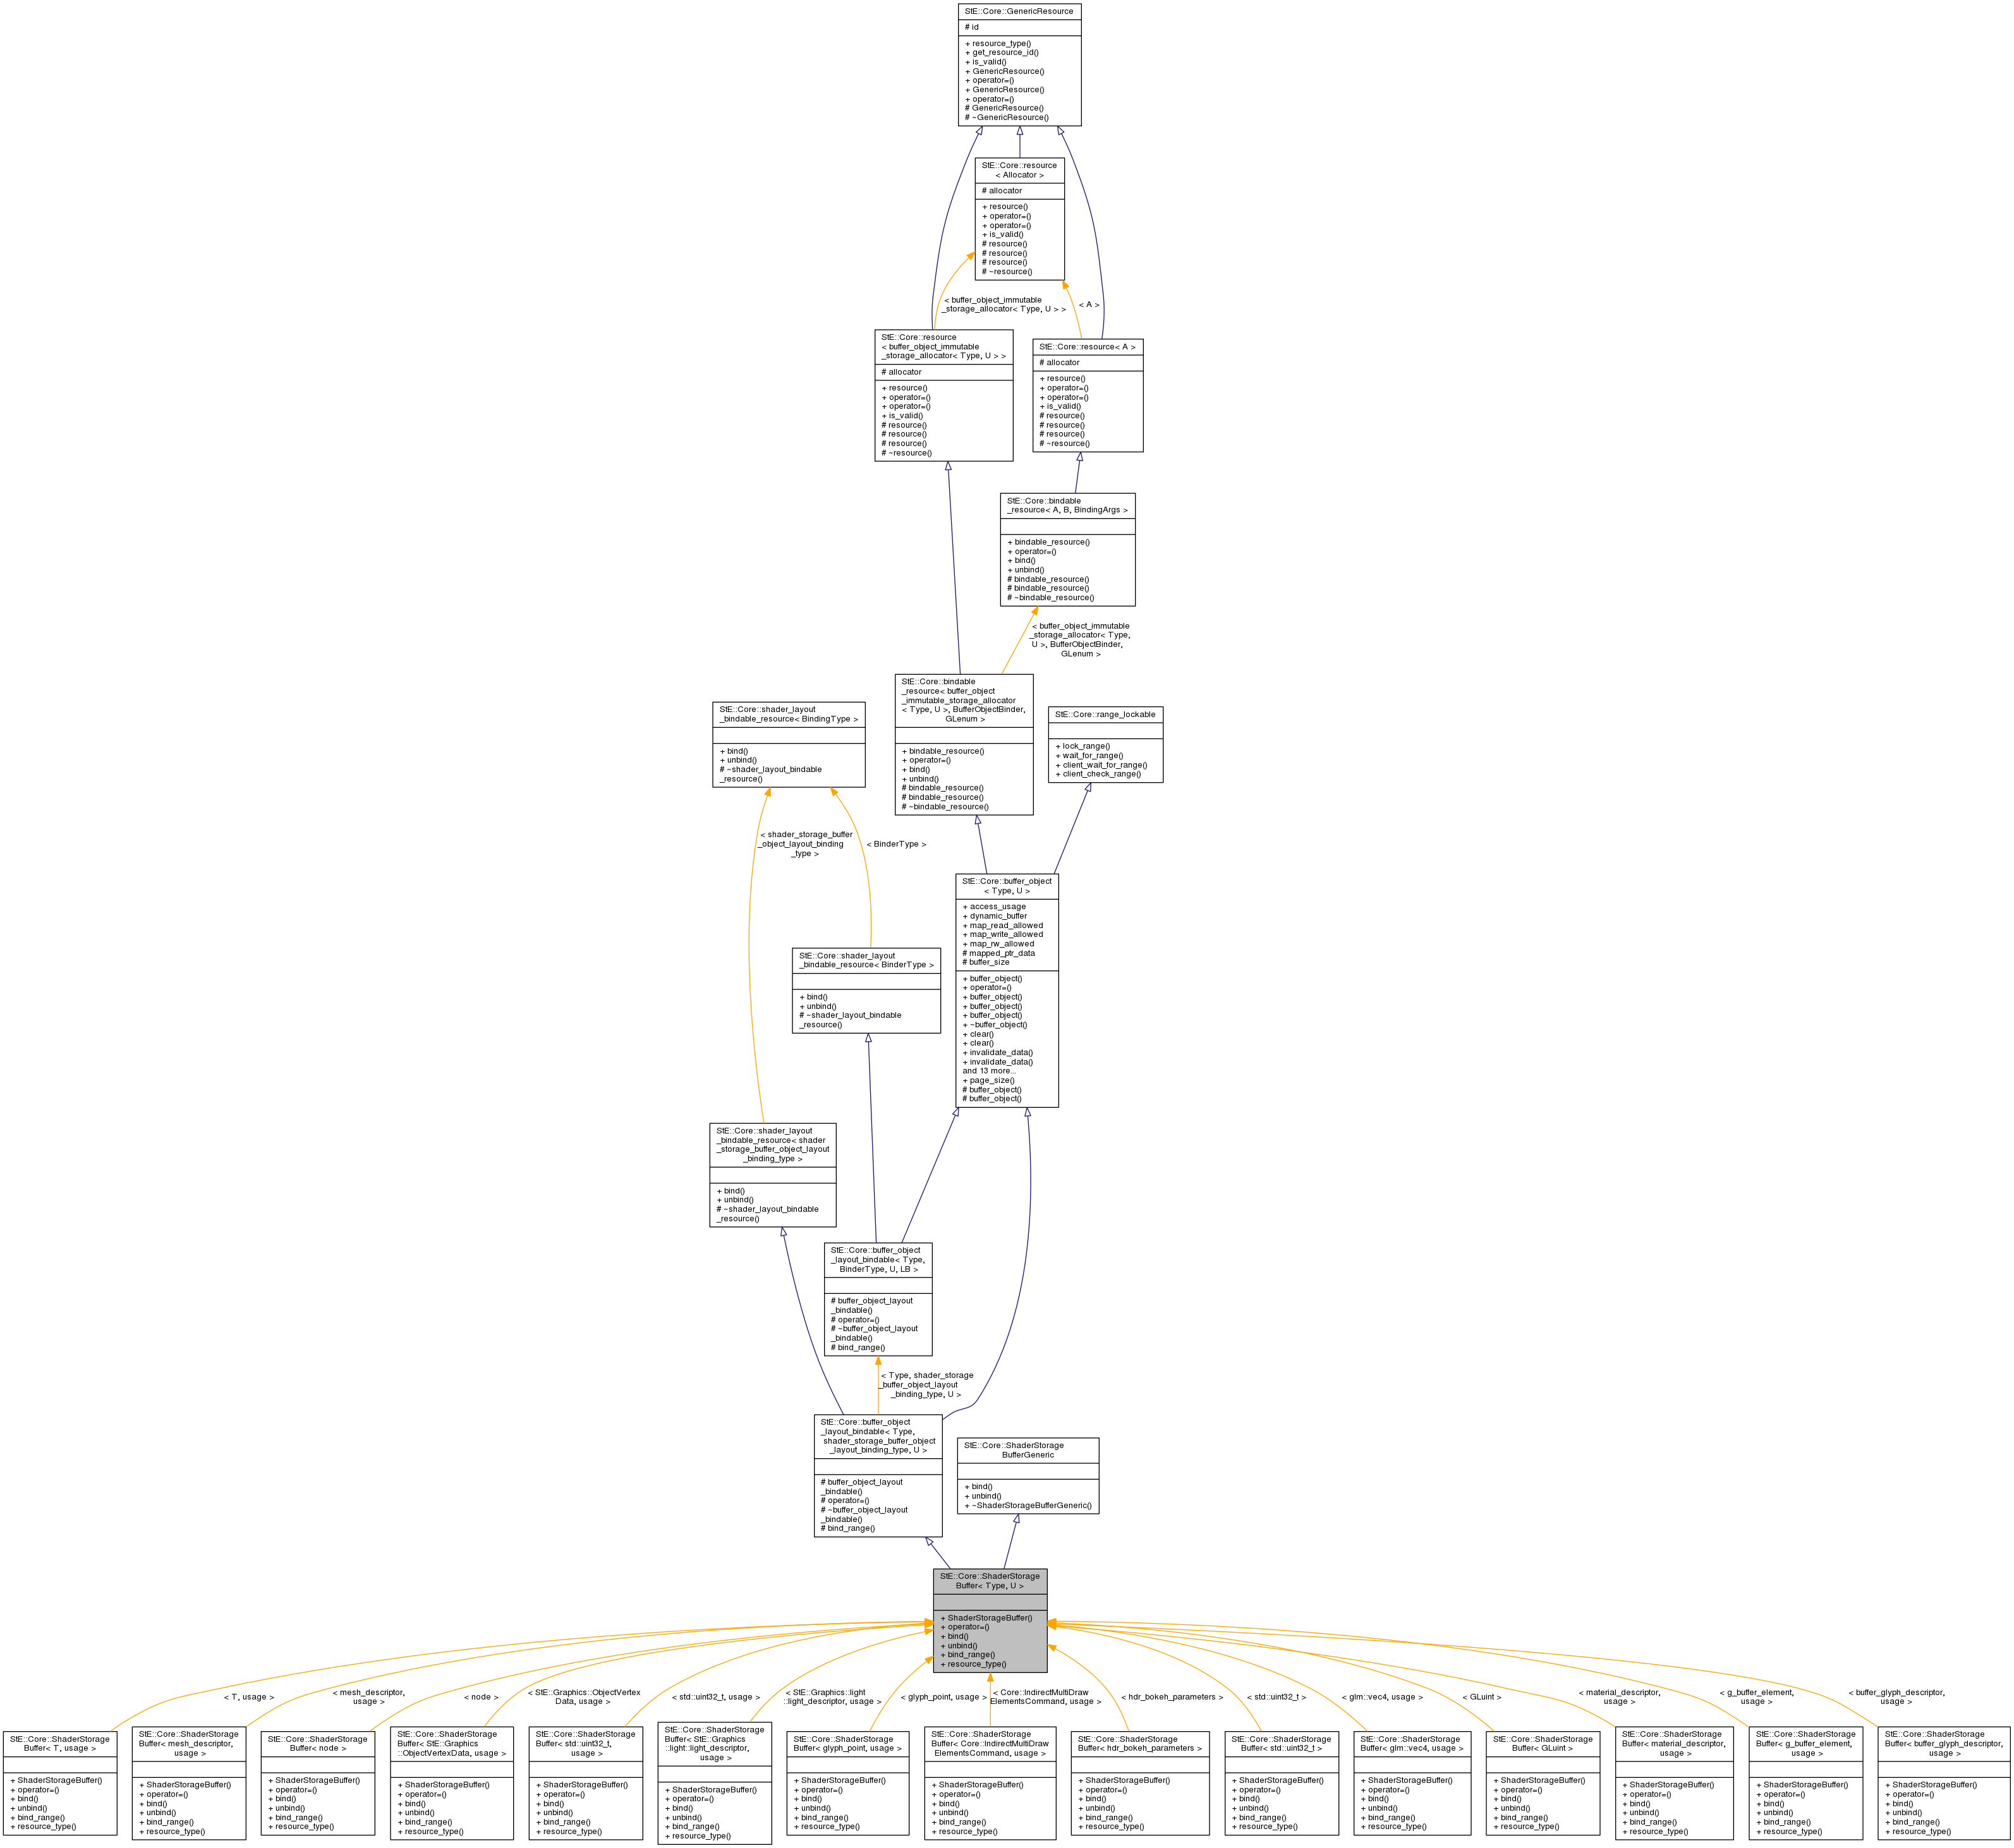 StE::Core::GenericResource
# id
+ resource_type()
+ get_resource_id()
+ is_valid()
+ GenericResource()
+ operator=()
+ GenericResource()
+ operator=()
# GenericResource()
# ~GenericResource()
StE::Core::resource
< Allocator >
# allocator
+ resource()
+ operator=()
+ operator=()
+ is_valid()
# resource()
# resource()
# resource()
# ~resource()
< buffer_object_immutable
_storage_allocator< Type, U > >
< A >
StE::Core::resource
< buffer_object_immutable
_storage_allocator< Type, U > >
# allocator
+ resource()
+ operator=()
+ operator=()
+ is_valid()
# resource()
# resource()
# resource()
# ~resource()
StE::Core::resource< A >
# allocator
+ resource()
+ operator=()
+ operator=()
+ is_valid()
# resource()
# resource()
# resource()
# ~resource()
StE::Core::bindable
_resource< A, B, BindingArgs >
+ bindable_resource()
+ operator=()
+ bind()
+ unbind()
# bindable_resource()
# bindable_resource()
# ~bindable_resource()
< buffer_object_immutable
_storage_allocator< Type,
U >, BufferObjectBinder,
GLenum >
StE::Core::shader_layout
_bindable_resource< BindingType >
+ bind()
+ unbind()
# ~shader_layout_bindable
_resource()
StE::Core::bindable
_resource< buffer_object
_immutable_storage_allocator
< Type, U >, BufferObjectBinder,
GLenum >
+ bindable_resource()
+ operator=()
+ bind()
+ unbind()
# bindable_resource()
# bindable_resource()
# ~bindable_resource()
StE::Core::range_lockable
+ lock_range()
+ wait_for_range()
+ client_wait_for_range()
+ client_check_range()
< shader_storage_buffer
_object_layout_binding
_type >
< BinderType >
StE::Core::buffer_object
< Type, U >
+ access_usage
+ dynamic_buffer
+ map_read_allowed
+ map_write_allowed
+ map_rw_allowed
# mapped_ptr_data
# buffer_size
+ buffer_object()
+ operator=()
+ buffer_object()
+ buffer_object()
+ buffer_object()
+ ~buffer_object()
+ clear()
+ clear()
+ invalidate_data()
+ invalidate_data()
and 13 more...
+ page_size()
# buffer_object()
# buffer_object()
StE::Core::shader_layout
_bindable_resource< BinderType >
+ bind()
+ unbind()
# ~shader_layout_bindable
_resource()
StE::Core::shader_layout
_bindable_resource< shader
_storage_buffer_object_layout
_binding_type >
+ bind()
+ unbind()
# ~shader_layout_bindable
_resource()
StE::Core::buffer_object
_layout_bindable< Type,
BinderType, U, LB >
# buffer_object_layout
_bindable()
# operator=()
# ~buffer_object_layout
_bindable()
# bind_range()
< Type, shader_storage
_buffer_object_layout
_binding_type, U >
StE::Core::buffer_object
_layout_bindable< Type,
shader_storage_buffer_object
_layout_binding_type, U >
# buffer_object_layout
_bindable()
# operator=()
# ~buffer_object_layout
_bindable()
# bind_range()
StE::Core::ShaderStorage
BufferGeneric
+ bind()
+ unbind()
+ ~ShaderStorageBufferGeneric()
StE::Core::ShaderStorage
Buffer< Type, U >
+ ShaderStorageBuffer()
+ operator=()
+ bind()
+ unbind()
+ bind_range()
+ resource_type()
< T, usage >
< mesh_descriptor,
usage >
< node >
< StE::Graphics::ObjectVertex
Data, usage >
< std::uint32_t, usage >
< StE::Graphics::light
::light_descriptor, usage >
< glyph_point, usage >
< Core::IndirectMultiDraw
ElementsCommand, usage >
< hdr_bokeh_parameters >
< std::uint32_t >
< glm::vec4, usage >
< GLuint >
< material_descriptor,
usage >
< g_buffer_element,
usage >
< buffer_glyph_descriptor,
usage >
StE::Core::ShaderStorage
Buffer< T, usage >
+ ShaderStorageBuffer()
+ operator=()
+ bind()
+ unbind()
+ bind_range()
+ resource_type()
StE::Core::ShaderStorage
Buffer< mesh_descriptor,
usage >
+ ShaderStorageBuffer()
+ operator=()
+ bind()
+ unbind()
+ bind_range()
+ resource_type()
StE::Core::ShaderStorage
Buffer< node >
+ ShaderStorageBuffer()
+ operator=()
+ bind()
+ unbind()
+ bind_range()
+ resource_type()
StE::Core::ShaderStorage
Buffer< StE::Graphics
::ObjectVertexData, usage >
+ ShaderStorageBuffer()
+ operator=()
+ bind()
+ unbind()
+ bind_range()
+ resource_type()
StE::Core::ShaderStorage
Buffer< std::uint32_t,
usage >
+ ShaderStorageBuffer()
+ operator=()
+ bind()
+ unbind()
+ bind_range()
+ resource_type()
StE::Core::ShaderStorage
Buffer< StE::Graphics
::light::light_descriptor,
usage >
+ ShaderStorageBuffer()
+ operator=()
+ bind()
+ unbind()
+ bind_range()
+ resource_type()
StE::Core::ShaderStorage
Buffer< glyph_point, usage >
+ ShaderStorageBuffer()
+ operator=()
+ bind()
+ unbind()
+ bind_range()
+ resource_type()
StE::Core::ShaderStorage
Buffer< Core::IndirectMultiDraw
ElementsCommand, usage >
+ ShaderStorageBuffer()
+ operator=()
+ bind()
+ unbind()
+ bind_range()
+ resource_type()
StE::Core::ShaderStorage
Buffer< hdr_bokeh_parameters >
+ ShaderStorageBuffer()
+ operator=()
+ bind()
+ unbind()
+ bind_range()
+ resource_type()
StE::Core::ShaderStorage
Buffer< std::uint32_t >
+ ShaderStorageBuffer()
+ operator=()
+ bind()
+ unbind()
+ bind_range()
+ resource_type()
StE::Core::ShaderStorage
Buffer< glm::vec4, usage >
+ ShaderStorageBuffer()
+ operator=()
+ bind()
+ unbind()
+ bind_range()
+ resource_type()
StE::Core::ShaderStorage
Buffer< GLuint >
+ ShaderStorageBuffer()
+ operator=()
+ bind()
+ unbind()
+ bind_range()
+ resource_type()
StE::Core::ShaderStorage
Buffer< material_descriptor,
usage >
+ ShaderStorageBuffer()
+ operator=()
+ bind()
+ unbind()
+ bind_range()
+ resource_type()
StE::Core::ShaderStorage
Buffer< g_buffer_element,
usage >
+ ShaderStorageBuffer()
+ operator=()
+ bind()
+ unbind()
+ bind_range()
+ resource_type()
StE::Core::ShaderStorage
Buffer< buffer_glyph_descriptor,
usage >
+ ShaderStorageBuffer()
+ operator=()
+ bind()
+ unbind()
+ bind_range()
+ resource_type()